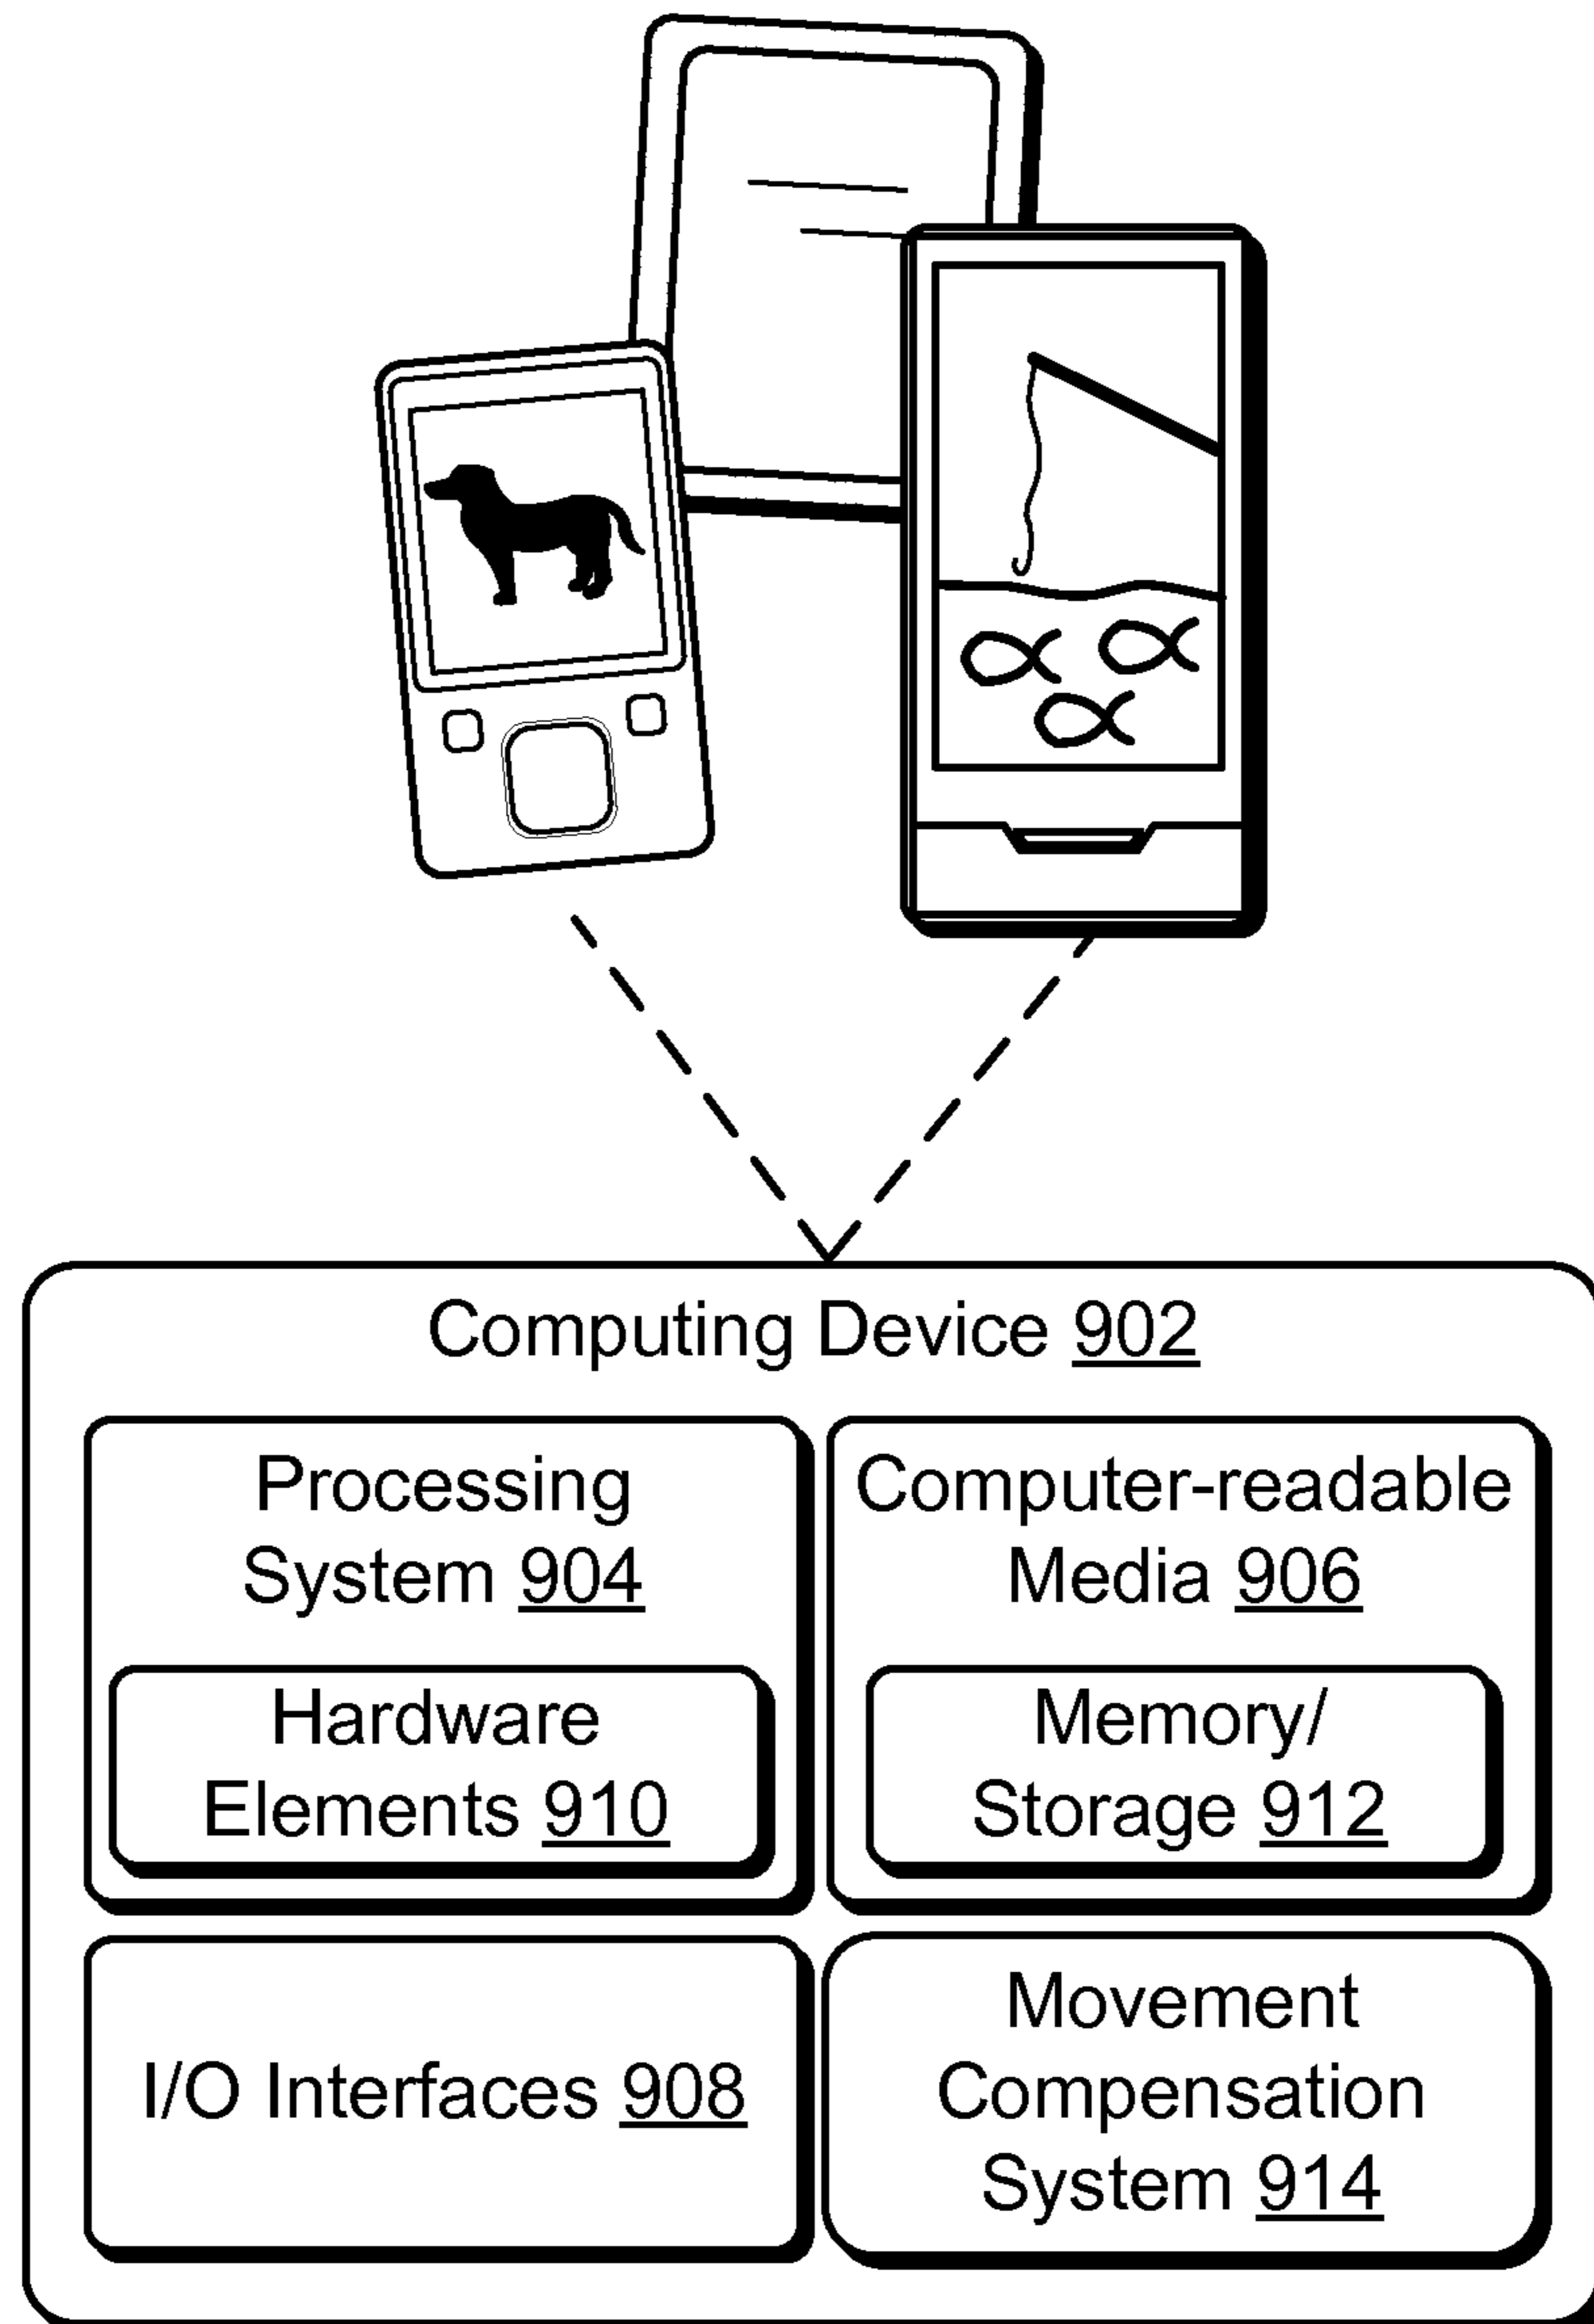 Computing Device 902
Processing
System 904
Hardware
Elements 910
Computer-readable
Media 906
Memory/
Storage 912
I/O Interfaces 908
Movement
Compensation
System 914